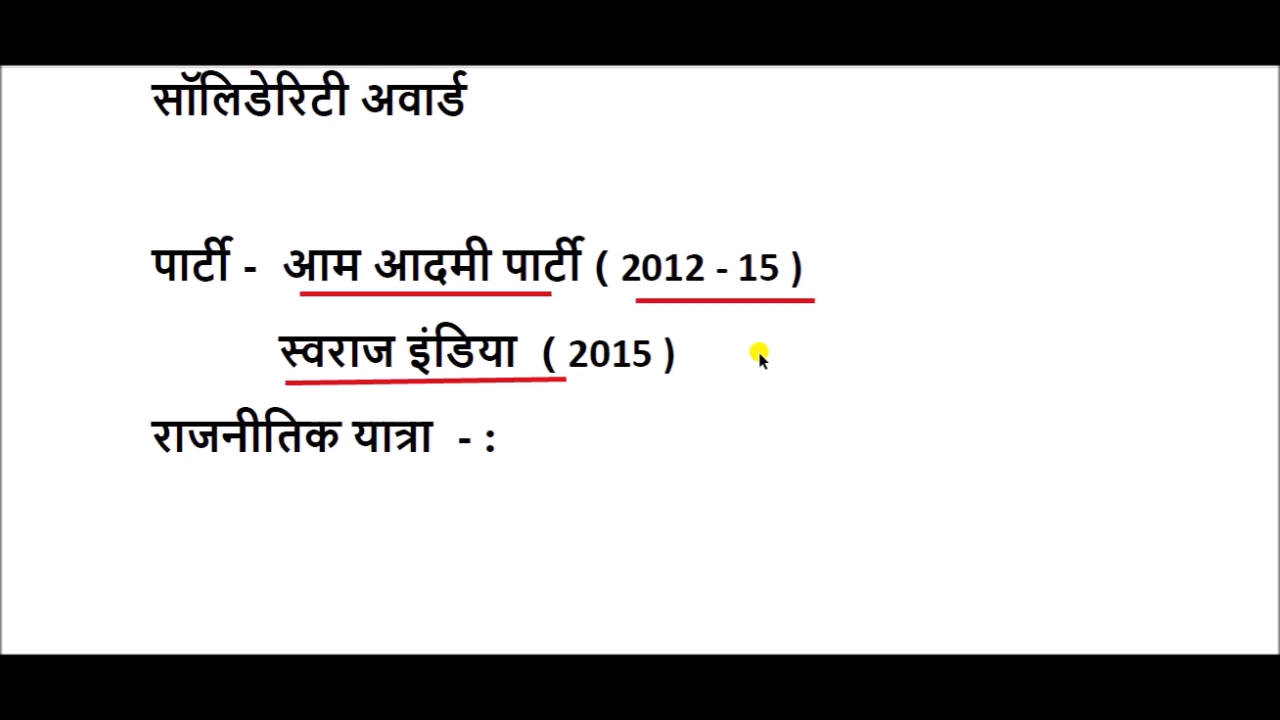 सॉलिडेरिटी अवार्ड
पार्टी - आम आदमी पार्टी ( 2012 - 15 )
स्वराज इंडिया ( 2015 )
राजनीतिक यात्रा - :